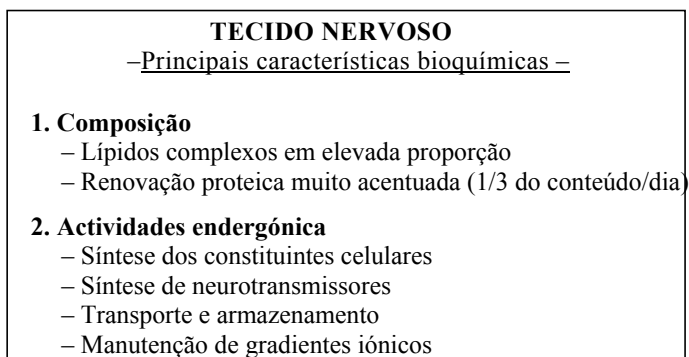 TECIDO NERVOSO
–Principais características bioquímicas –
1. Composição
– Lípidos complexos em elevada proporção
– Renovação proteica muito acentuada (1/3 do conteúdo/dia)
2. Actividades endergónica
– Síntese dos constituintes celulares
– Síntese de neurotransmissores
– Transporte e armazenamento
– Manutenção de gradientes iónicos